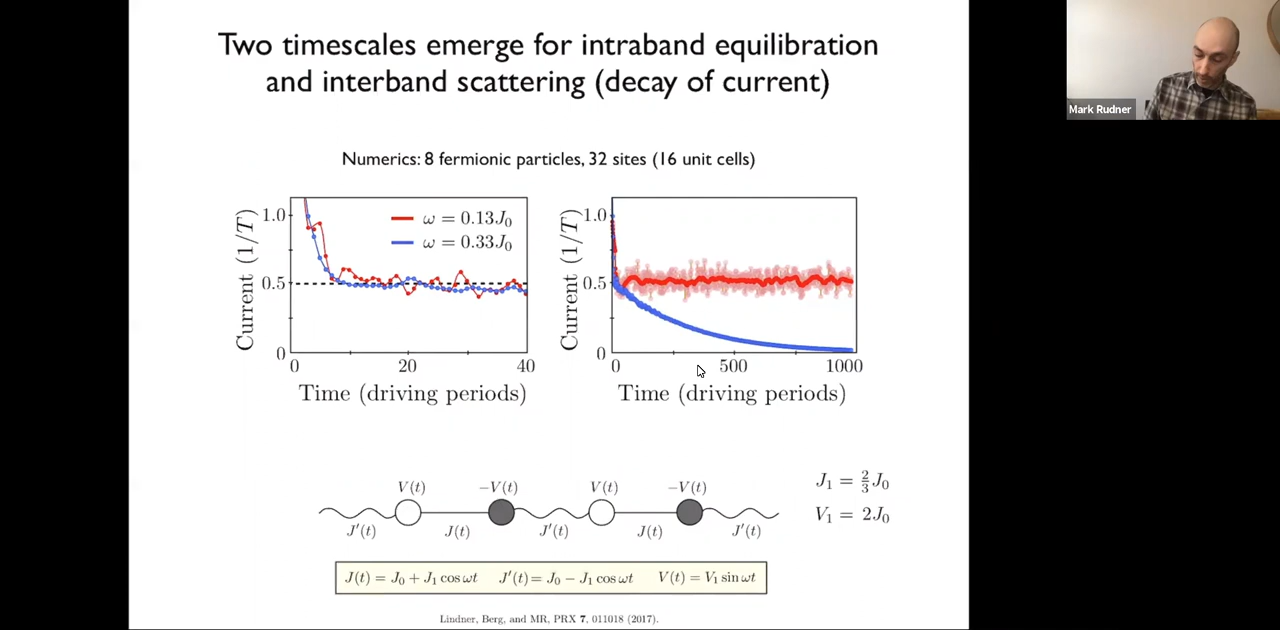 Two timescales emerge for intraband equilibration
and interband scattering (decay of current)
Mark Rudner
Numerics: 8 fermionic particles, 32 sites (16 unit cells)
Current (1/T)
1.0
0.5
0
0
20
40
Time (driving periods)
ω = 0.13J₀
ω = 0.33J₀
Current (1/T)
1.0
0.5
0
0
500
1000
Time (driving periods)
V(t) −V(t) V(t) −V(t)
J′(t) J(t) J′(t) J(t) J′(t)
J₁ = 2/3 J₀
V₁ = 2J₀
J(t) = J₀ + J₁ cos ωt J′(t) = J₀ − J₁ cos ωt V(t) = V₁ sin ωt
Lindner, Berg, and MR, PRX 7, 011018 (2017).